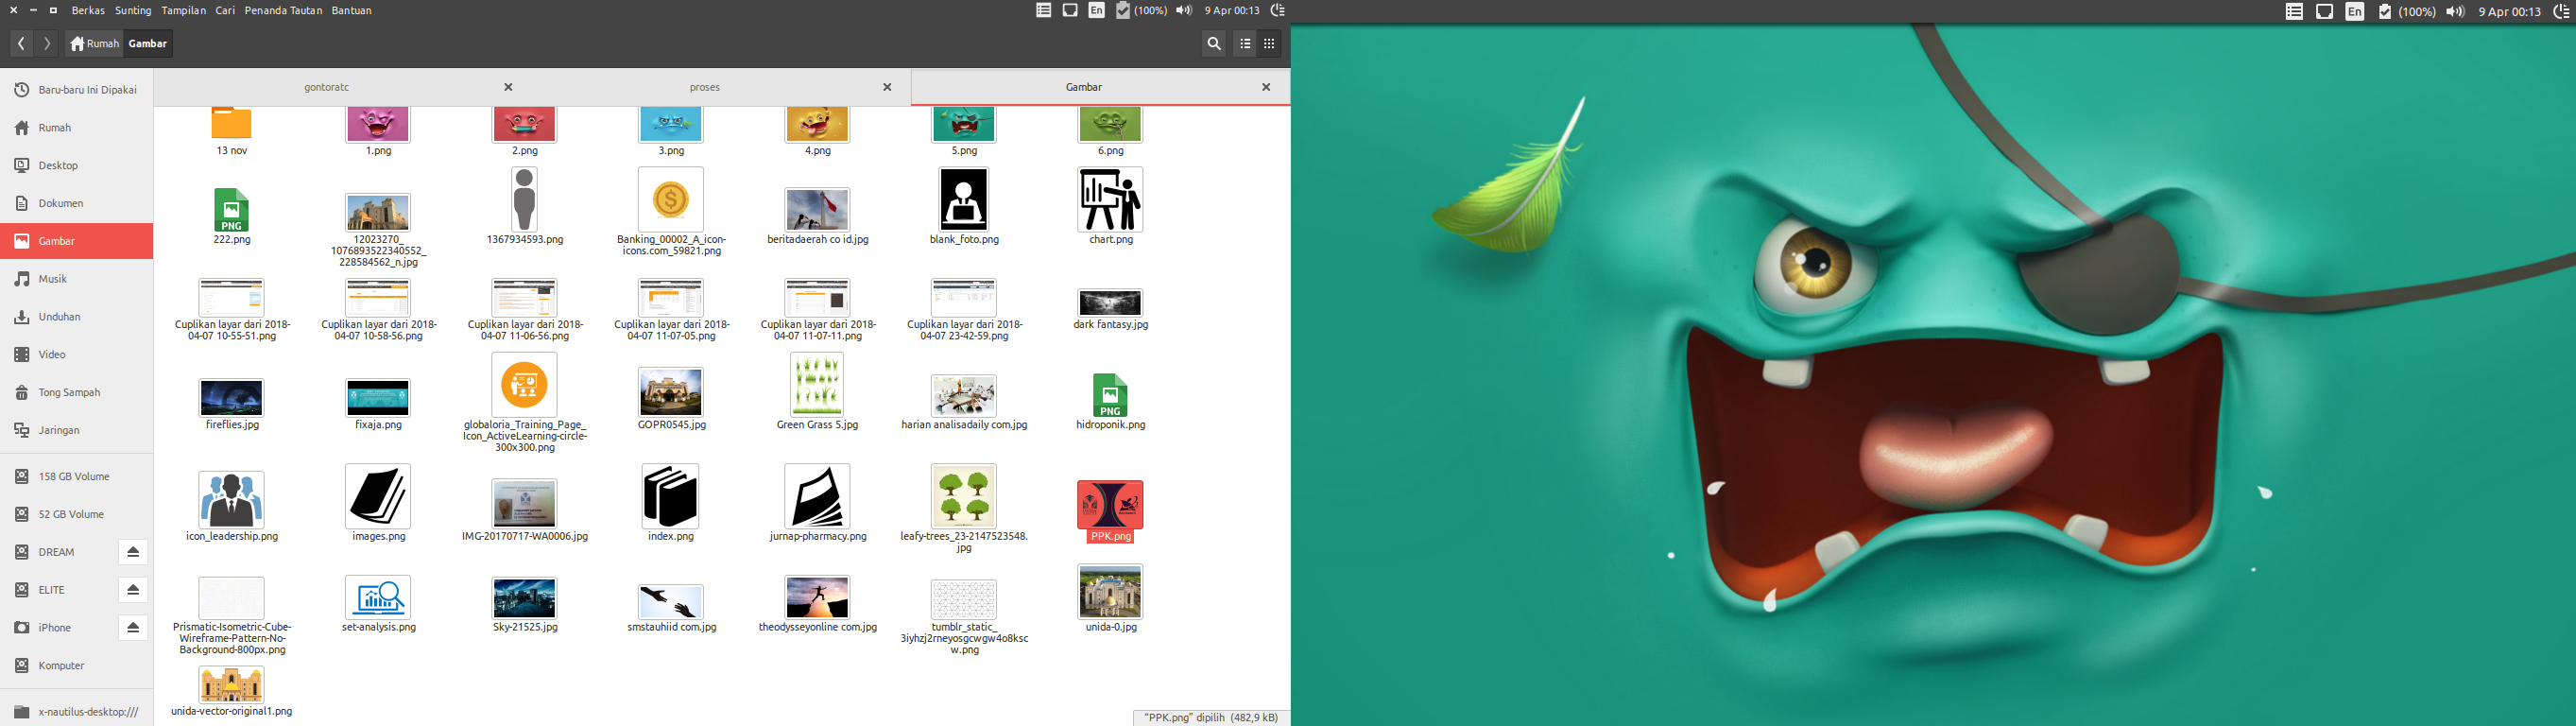 Berkas Sunting Tampilan Cari Penanda Tautan Bantuan
En (100%) 9 Apr 00:13
En (100%) 9 Apr 00:13
Rumah Gambar
gontoratc proses Gambar
Baru-baru Ini Dipakai
Rumah
Desktop
Dokumen
Gambar
Musik
Unduhan
Video
Tong Sampah
Jaringan
158 GB Volume
52 GB Volume
DREAM
ELITE
iPhone
Komputer
x-nautilus-desktop:///
13 nov
1.png
2.png
3.png
4.png
5.png
6.png
PNG
222.png
12023270_
1076893522340552_
228584562_n.jpg
1367934593.png
Banking_00002_A_icon-
icons.com_59821.png
beritadaerah co id.jpg
blank_foto.png
chart.png
Cuplikan layar dari 2018-
04-07 10-55-51.png
Cuplikan layar dari 2018-
04-07 10-58-56.png
Cuplikan layar dari 2018-
04-07 11-06-56.png
Cuplikan layar dari 2018-
04-07 11-07-05.png
Cuplikan layar dari 2018-
04-07 11-07-11.png
Cuplikan layar dari 2018-
04-07 23-42-59.png
dark fantasy.jpg
fireflies.jpg
fixaja.png
globaloria_Training_Page_
Icon_ActiveLearning-circle-
300x300.png
GOPR0545.jpg
Green Grass 5.jpg
harian analisadaily com.jpg
PNG
hidroponik.png
icon_leadership.png
images.png
IMG-20170717-WA0006.jpg
index.png
jurnap-pharmacy.png
leafy-trees_23-2147523548.
jpg
PPK.png
Prismatic-Isometric-Cube-
Wireframe-Pattern-No-
Background-800px.png
set-analysis.png
Sky-21525.jpg
smstauhiid com.jpg
theodysseyonline com.jpg
tumblr_static_
3iyhzj2rneyosgcwgw4o8ksc
w.png
unida-0.jpg
unida-vector-original1.png
"PPK.png" dipilih (482,9 kB)